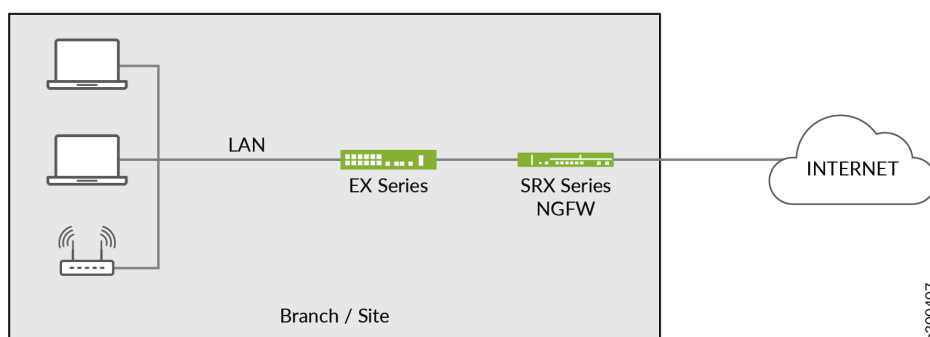 LAN
EX Series
SRX Series
NGFW
INTERNET
Branch / Site